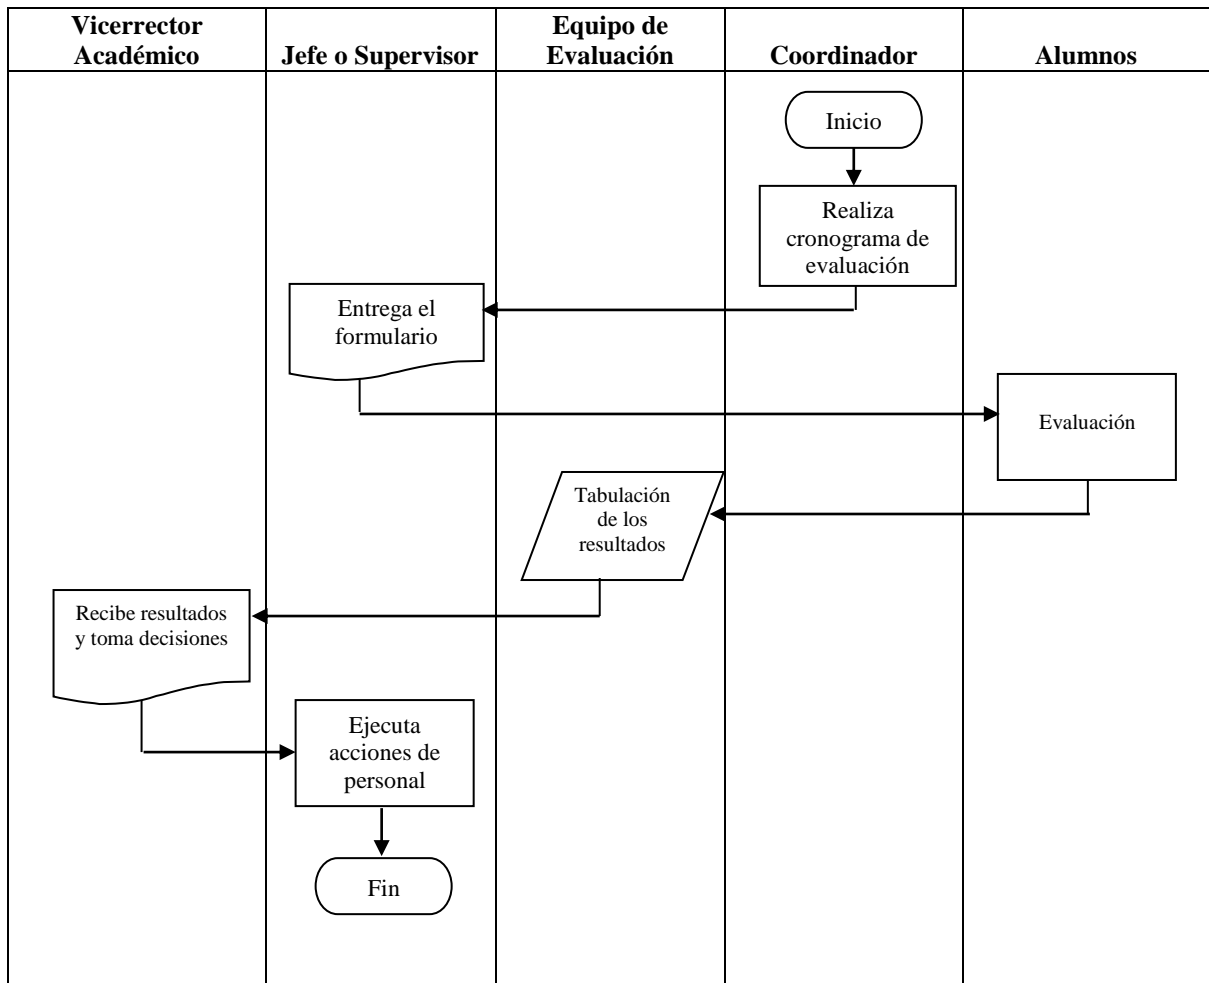 Vicerrector
Académico
Jefe o Supervisor
Equipo de
Evaluación
Coordinador
Alumnos
Inicio
Realiza
cronograma de
evaluación
Entrega el
formulario
Evaluación
Tabulación
de los
resultados
Recibe resultados
y toma decisiones
Ejecuta
acciones de
personal
Fin